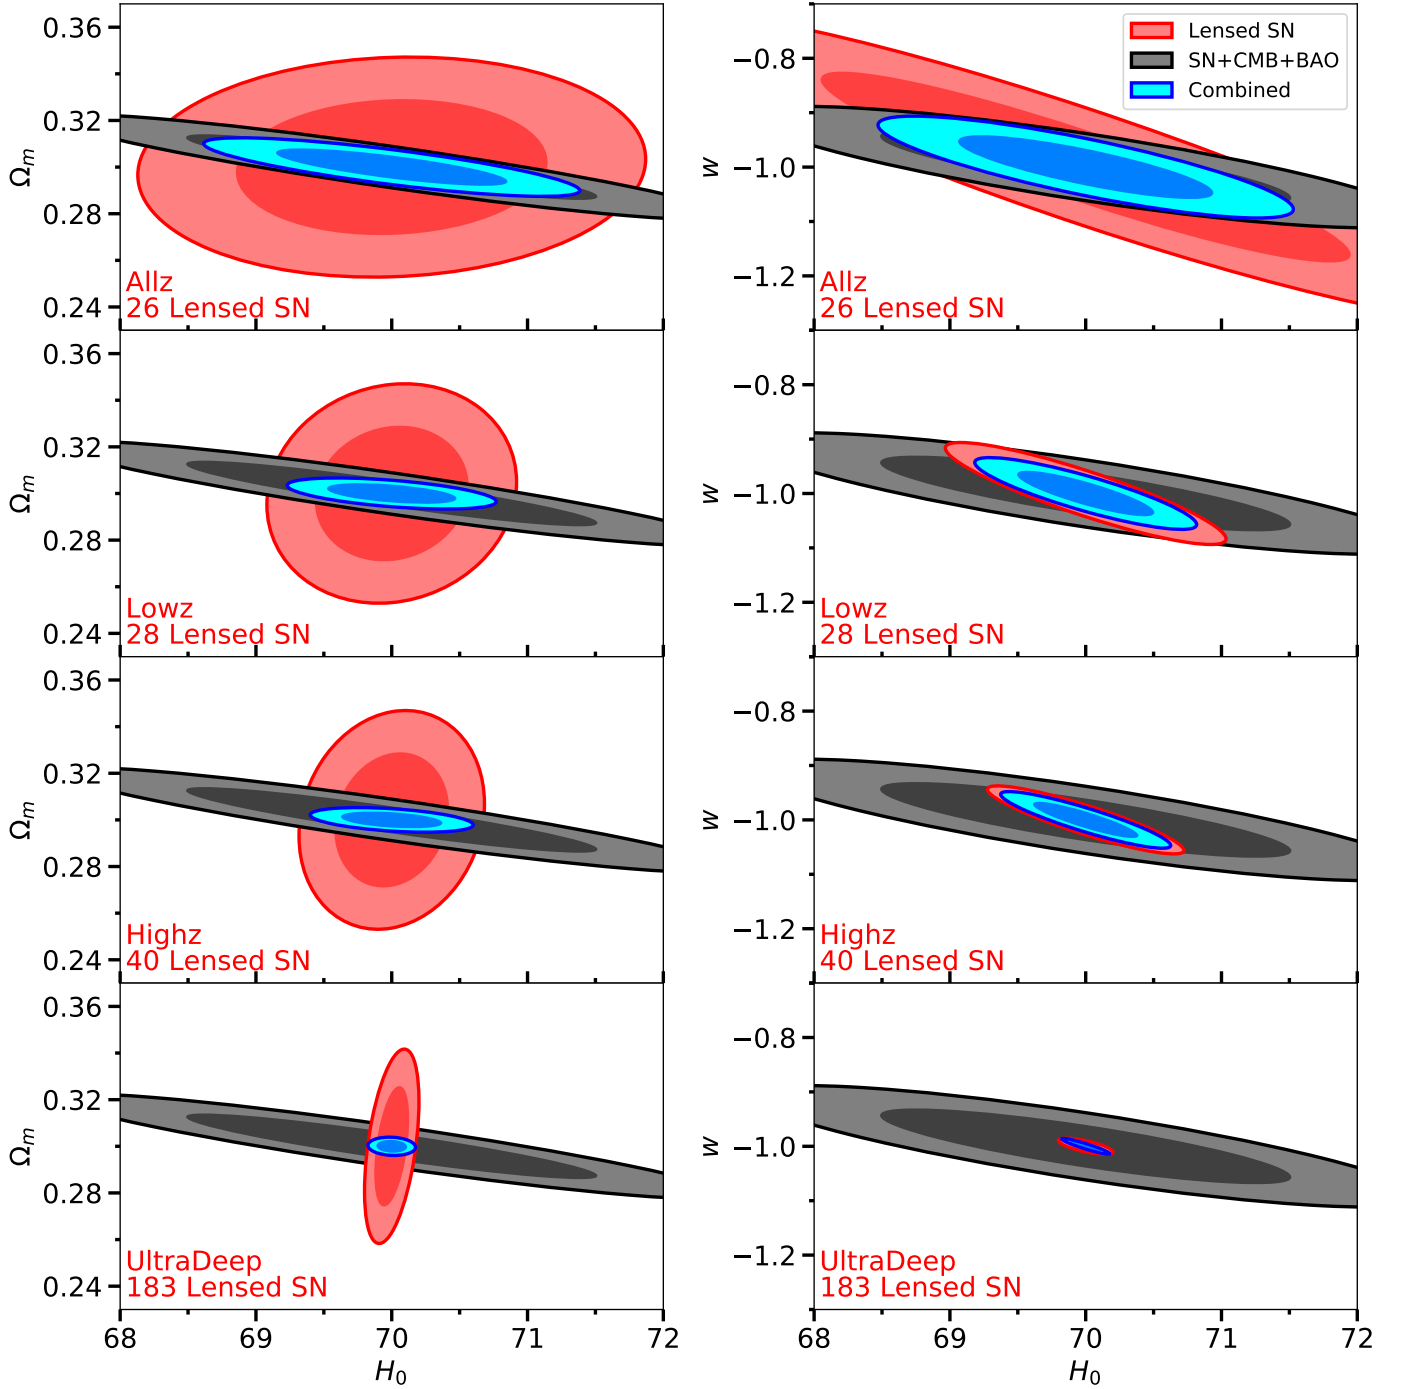 0.36
0.32
0.28
0.24
Ωm
Allz
26 Lensed SN
−0.8
−1.0
−1.2
w
Lensed SN
SN+CMB+BAO
Combined
Allz
26 Lensed SN
0.36
0.32
0.28
0.24
Ωm
Lowz
28 Lensed SN
−0.8
−1.0
−1.2
w
Lowz
28 Lensed SN
0.36
0.32
0.28
0.24
Ωm
Highz
40 Lensed SN
−0.8
−1.0
−1.2
w
Highz
40 Lensed SN
0.36
0.32
0.28
0.24
Ωm
UltraDeep
183 Lensed SN
68 69 70 71 72
H0
−0.8
−1.0
−1.2
w
UltraDeep
183 Lensed SN
68 69 70 71 72
H0